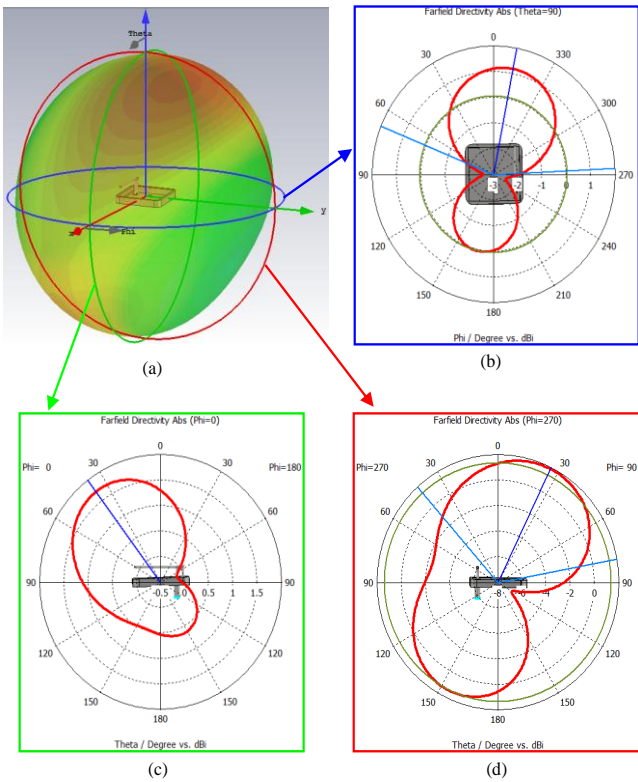 Theta
Phi
x
y
(a)
Farfield Directivity Abs (Theta=90)
0
30
330
60
300
90
-3
-2
-1
0
1
270
120
240
150
210
180
Phi / Degree vs. dBi
(b)
Farfield Directivity Abs (Phi=0)
0
Phi= 0
30
30
Phi=180
60
60
90
-0.5
0
0.5
1
1.5
90
120
120
150
150
180
Theta / Degree vs. dBi
(c)
Farfield Directivity Abs (Phi=270)
0
Phi=270
30
30
Phi= 90
60
60
90
-8
-6
-4
-2
0
90
120
120
150
150
180
Theta / Degree vs. dBi
(d)